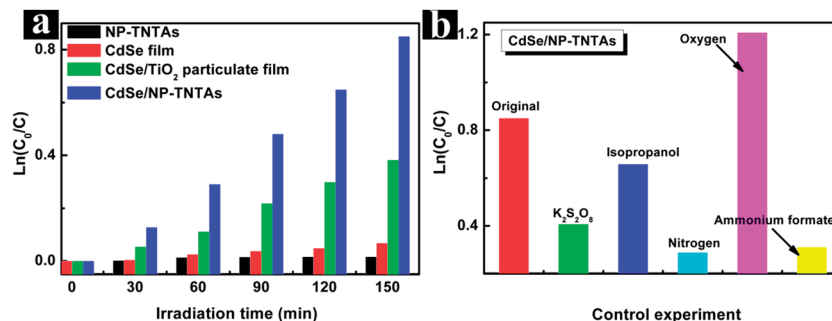 a
NP-TNTAs
CdSe film
CdSe/TiO₂ particulate film
CdSe/NP-TNTAs
Ln(C₀/C)
0.8
0.4
0.0
0 30 60 90 120 150
Irradiation time (min)
b
CdSe/NP-TNTAs
Ln(C₀/C)
1.2
0.8
0.4
Original
K₂S₂O₈
Isopropanol
Nitrogen
Oxygen
Ammonium formate
Control experiment